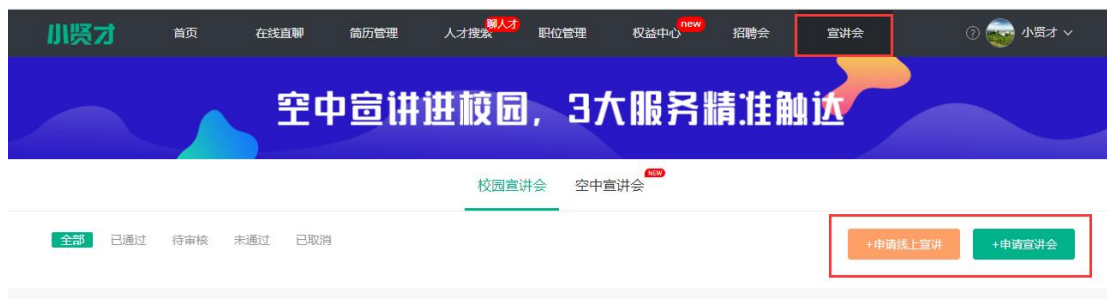 小贤才 首页 在线直聊 简历管理 人才搜索 聊人才 职位管理 权益中心 new 招聘会 宣讲会 ? 小贤才
空中宣讲进校园，3大服务精准触达
校园宣讲会 空中宣讲会 NEW
全部 已通过 待审核 未通过 已取消 +申请线上宣讲 +申请宣讲会